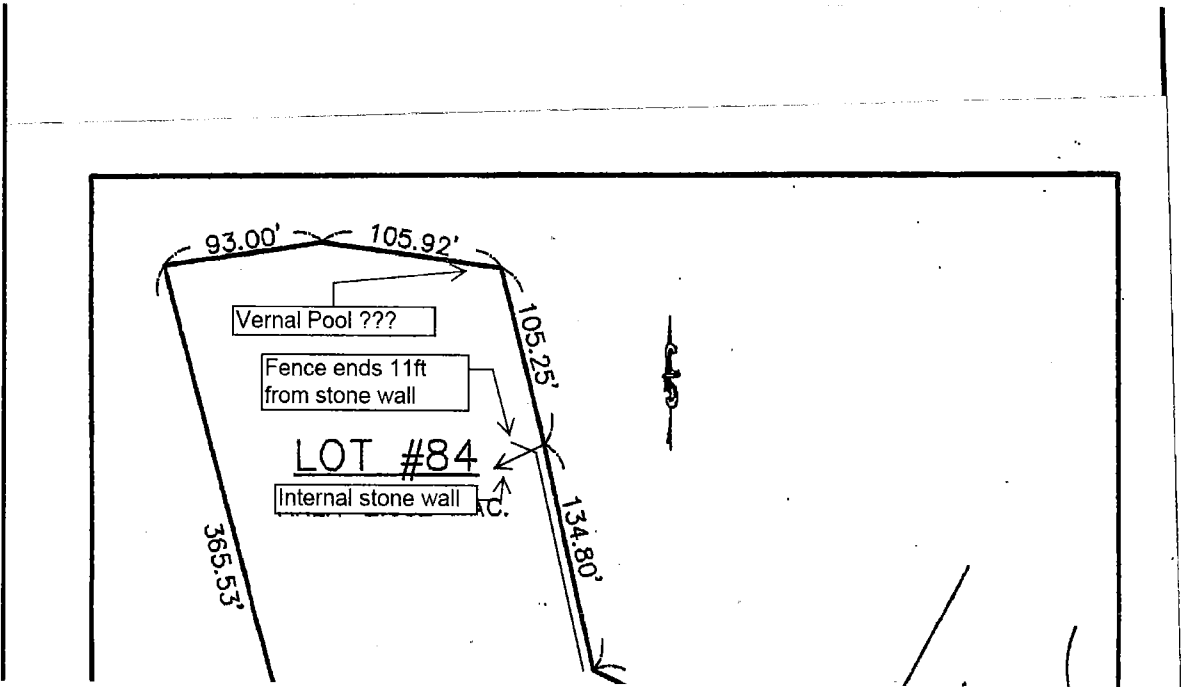 93.00'
105.92'
Vernal Pool ???
105.25'
Fence ends 11ft
from stone wall
LOT #84
Internal stone wall
AC.
134.80'
365.53'